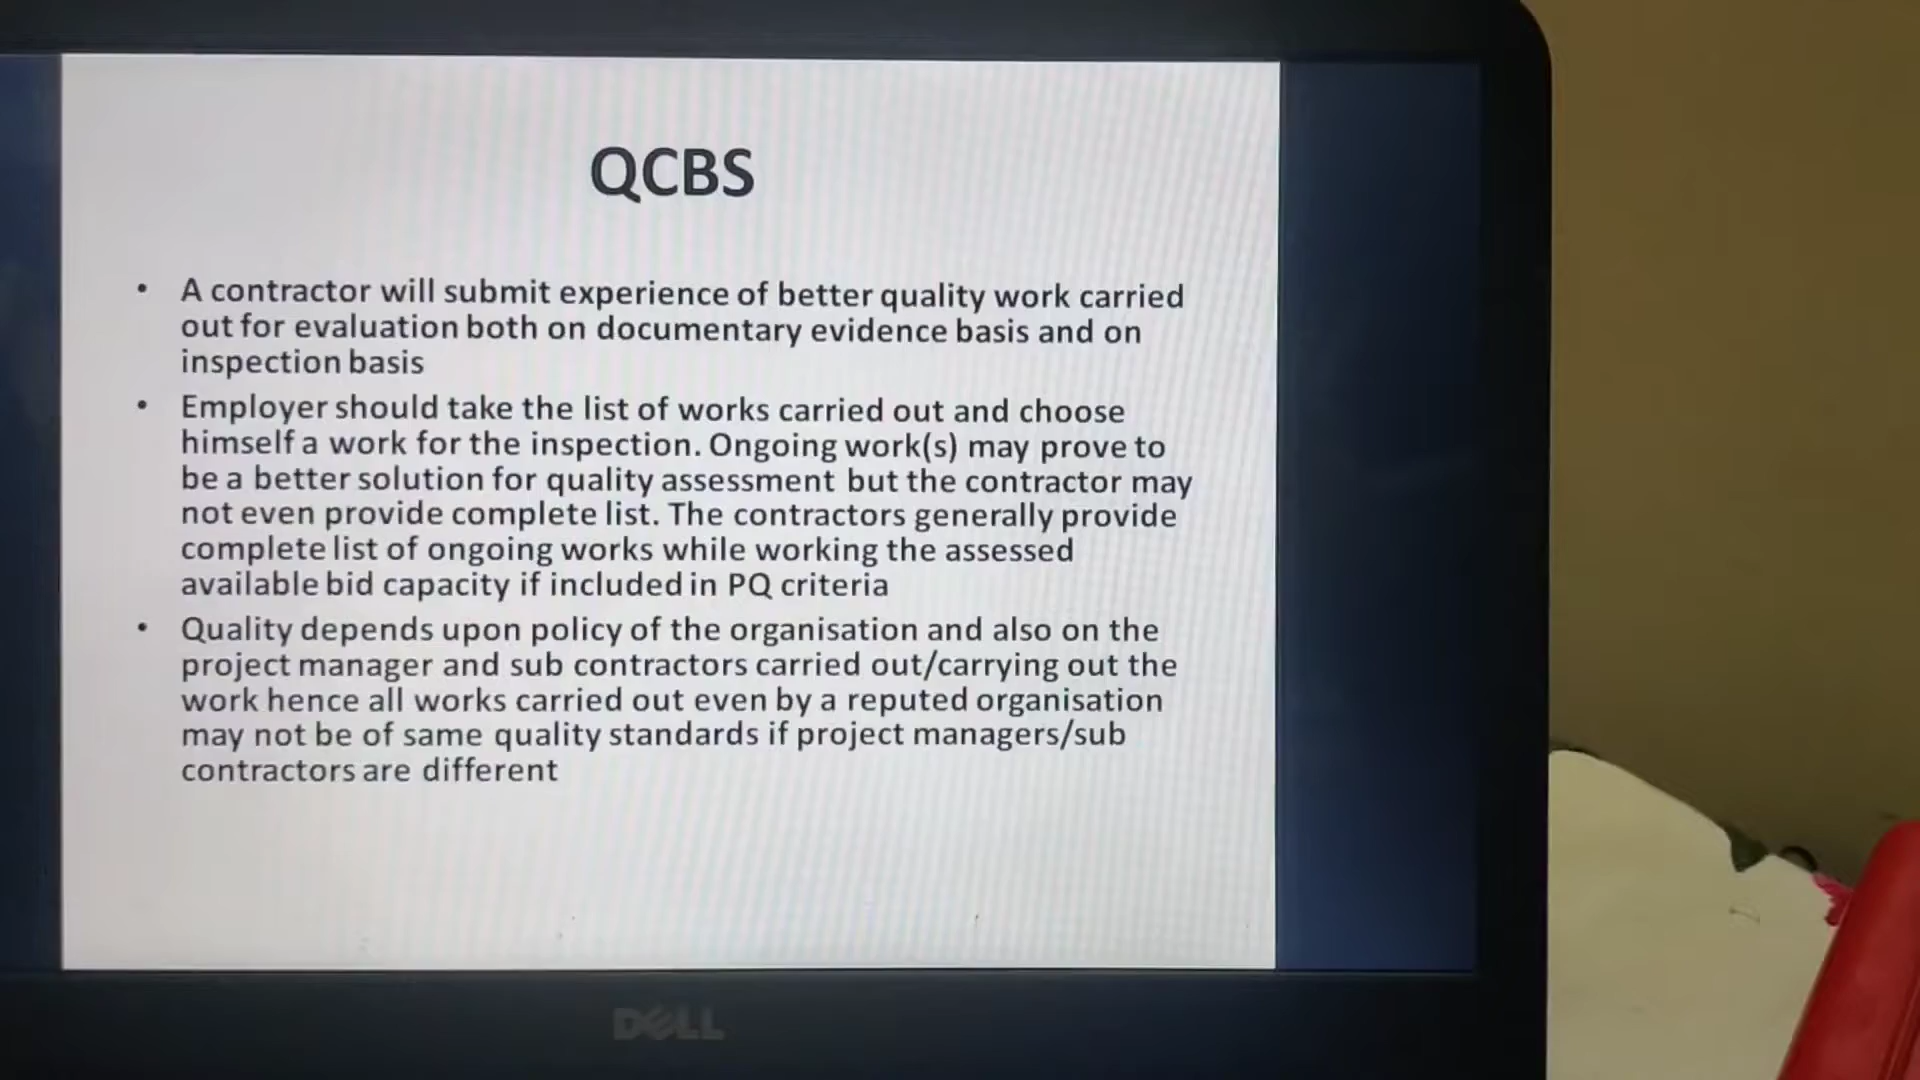 QCBS
• A contractor will submit experience of better quality work carried
out for evaluation both on documentary evidence basis and on
inspection basis
• Employer should take the list of works carried out and choose
himself a work for the inspection. Ongoing work(s) may prove to
be a better solution for quality assessment but the contractor may
not even provide complete list. The contractors generally provide
complete list of ongoing works while working the assessed
available bid capacity if included in PQ criteria
• Quality depends upon policy of the organisation and also on the
project manager and sub contractors carried out/carrying out the
work hence all works carried out even by a reputed organisation
may not be of same quality standards if project managers/sub
contractors are different
DELL